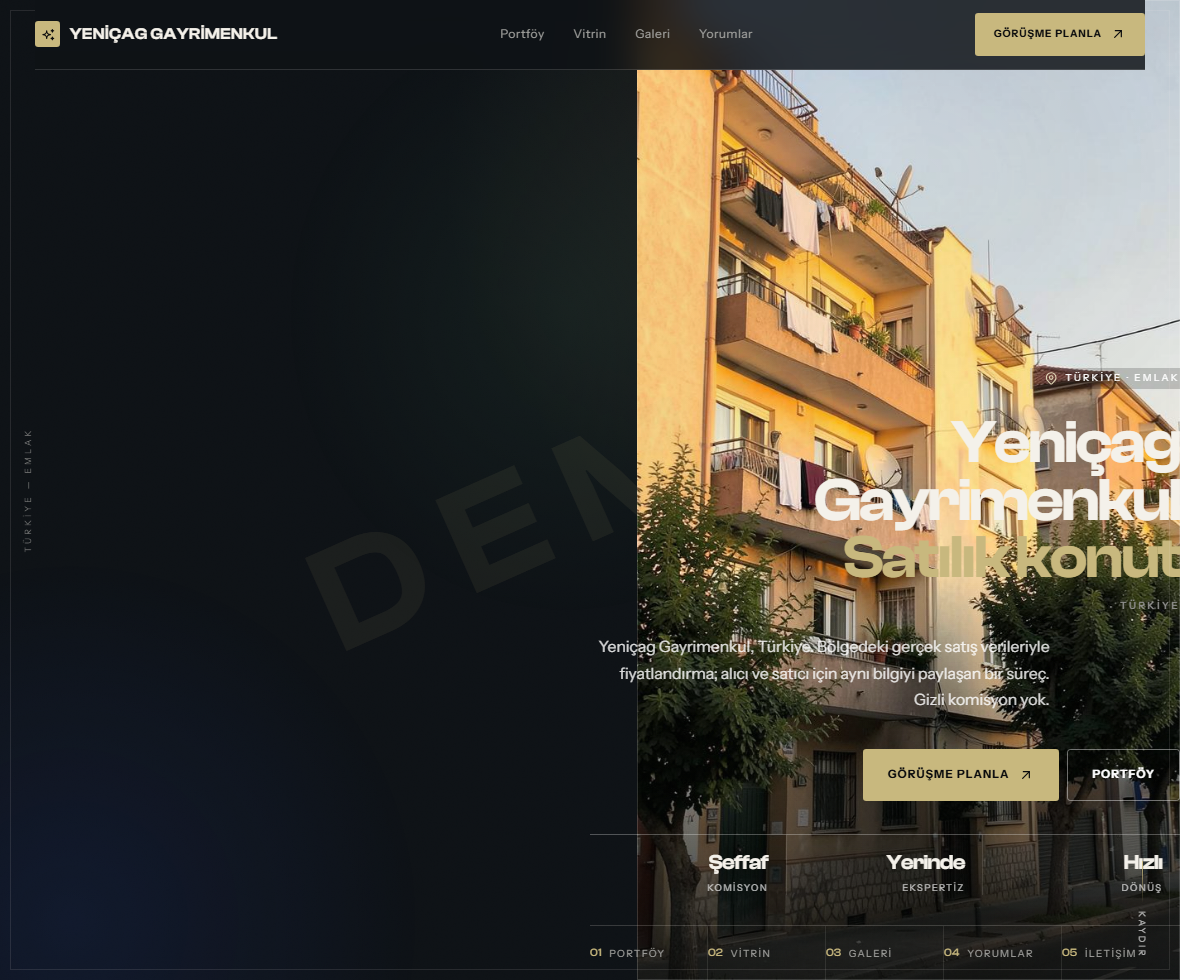 YENİÇAG GAYRİMENKUL
Portföy
Vitrin
Galeri
Yorumlar
GÖRÜŞME PLANLA
TÜRKİYE — EMLAK
TÜRKİYE · EMLAK
Yeniçag
Gayrimenkul
Satılık konut
TÜRKİYE
Yeniçag Gayrimenkul, Türkiye. Bölgedeki gerçek satış verileriyle
fiyatlandırma; alıcı ve satıcı için aynı bilgiyi paylaşan bir süreç.
Gizli komisyon yok.
GÖRÜŞME PLANLA
PORTFÖY
Şeffaf
KOMİSYON
Yerinde
EKSPERTİZ
Hızlı
DÖNÜŞ
KAYDIR
01 PORTFÖY
02 VİTRİN
03 GALERİ
04 YORUMLAR
05 İLETİŞİM